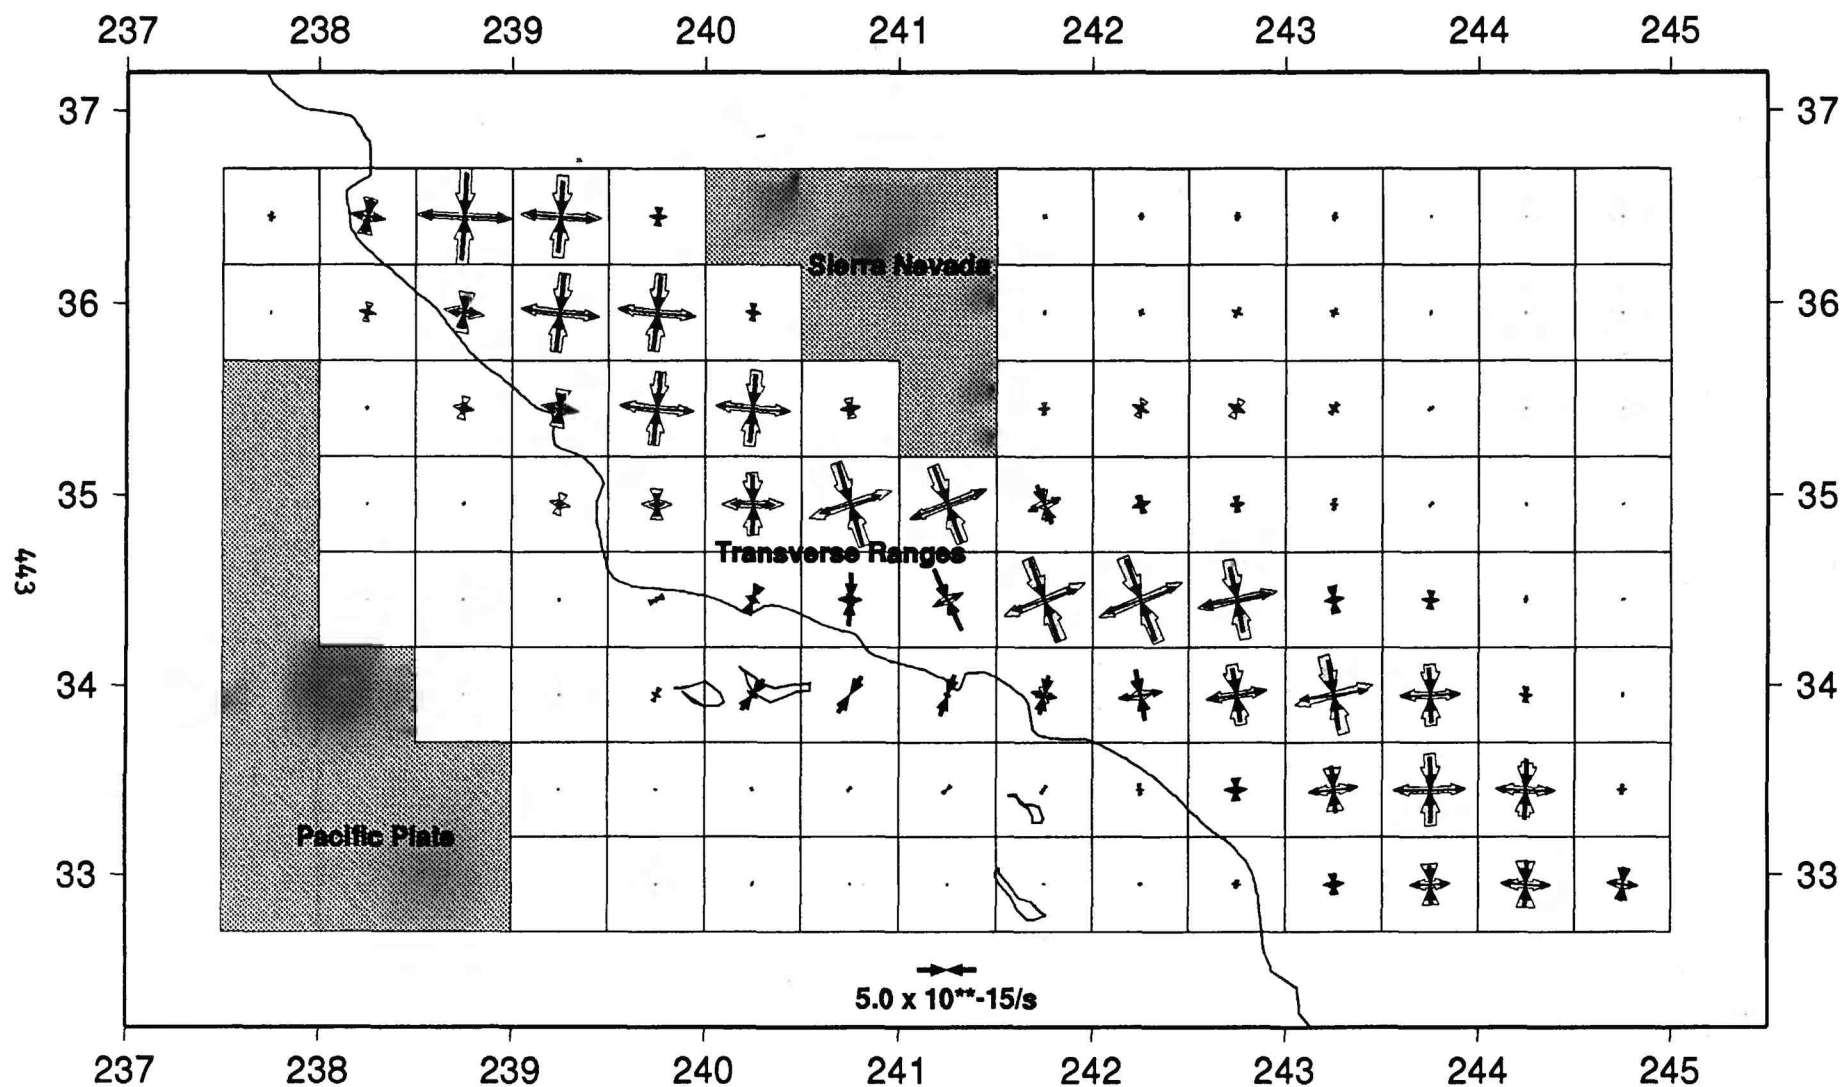 237 238 239 240 241 242 243 244 245
37 37
Sierra Nevada
36 36
35 35
Transverse Ranges
443
34 34
Pacific Plate
33 33
5.0 x 10**-15/s
237 238 239 240 241 242 243 244 245